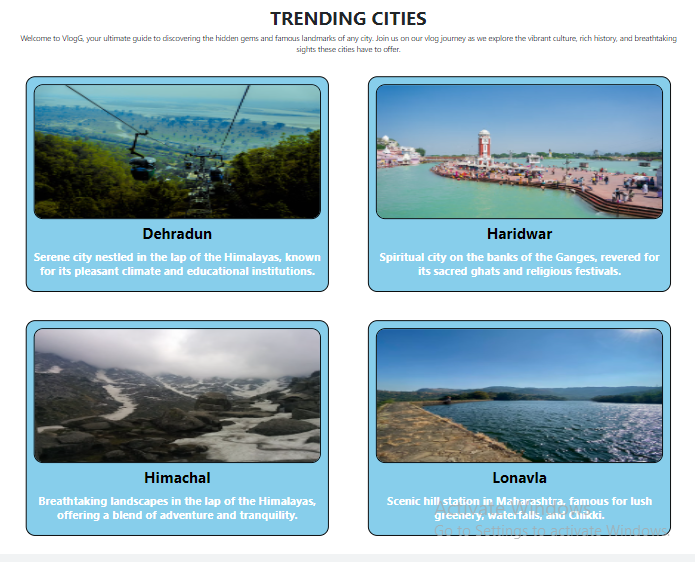 TRENDING CITIES
Welcome to VlogG, your ultimate guide to discovering the hidden gems and famous landmarks of any city. Join us on our vlog journey as we explore the vibrant culture, rich history, and breathtaking
sights these cities have to offer.
Dehradun
Serene city nestled in the lap of the Himalayas, known
for its pleasant climate and educational institutions.
Haridwar
Spiritual city on the banks of the Ganges, revered for
its sacred ghats and religious festivals.
Himachal
Breathtaking landscapes in the lap of the Himalayas,
offering a blend of adventure and tranquility.
Lonavla
Scenic hill station in Maharashtra, famous for lush
greenery, waterfalls, and Chikki.
Activate Windows
Go to Settings to activate Windows.